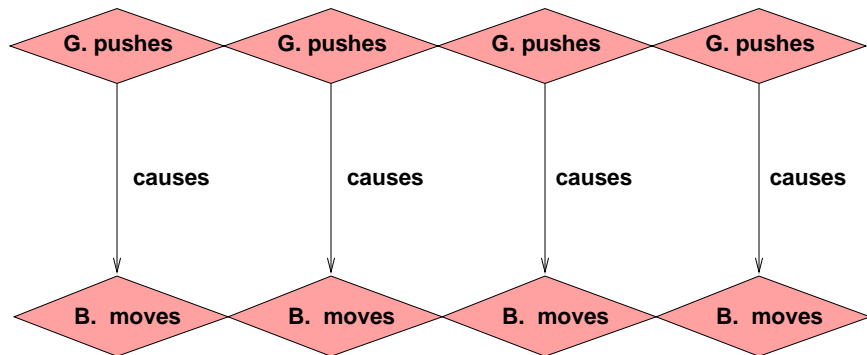 G. pushes G. pushes G. pushes G. pushes
causes causes causes causes
B. moves B. moves B. moves B. moves